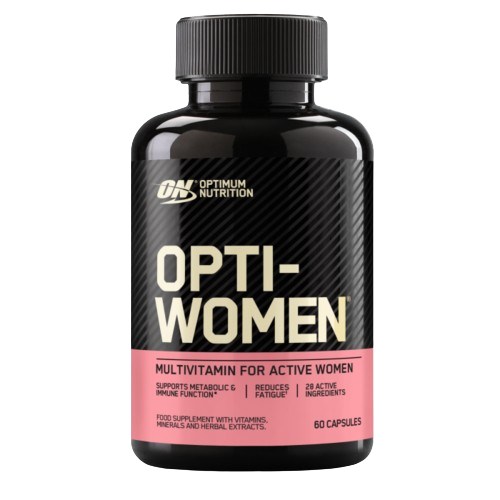 ON® OPTIMUM
NUTRITION
OPTI-
WOMEN®
MULTIVITAMIN FOR ACTIVE WOMEN
SUPPORTS METABOLIC &
IMMUNE FUNCTION*
REDUCES
FATIGUE†
28 ACTIVE
INGREDIENTS
FOOD SUPPLEMENT WITH VITAMINS,
MINERALS AND HERBAL EXTRACTS.
60 CAPSULES